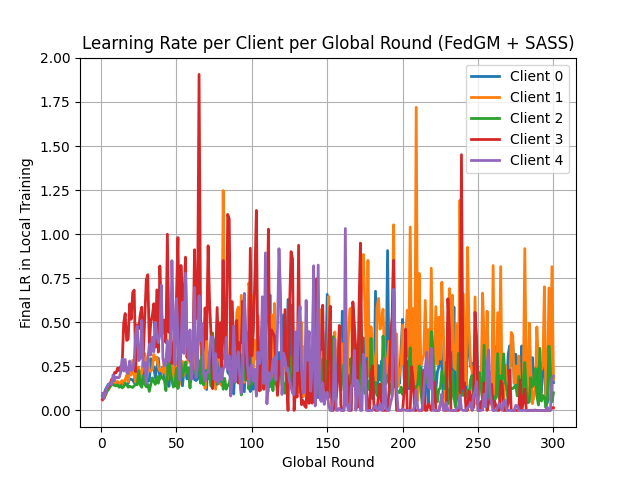 Learning Rate per Client per Global Round (FedGM + SASS)
2.00
1.75
1.50
1.25
1.00
0.75
0.50
0.25
0.00
Final LR in Local Training
Client 0
Client 1
Client 2
Client 3
Client 4
0 50 100 150 200 250 300
Global Round